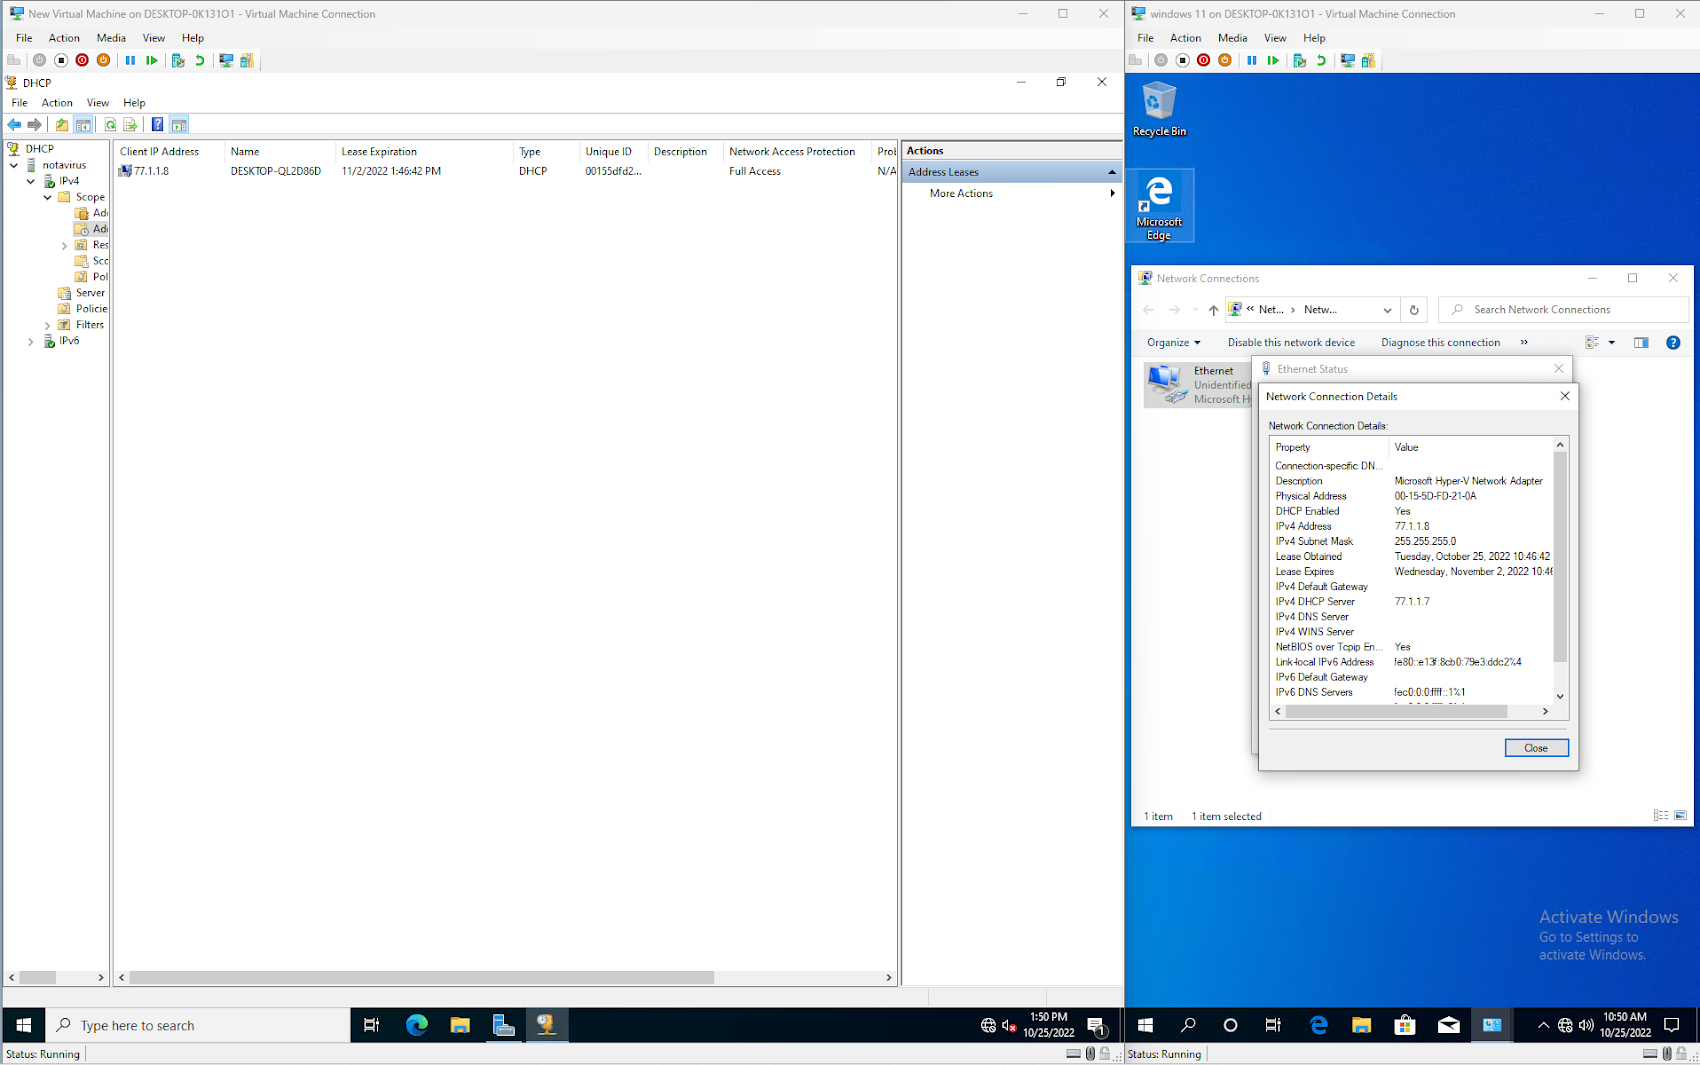 New Virtual Machine on DESKTOP-0K131O1 - Virtual Machine Connection
File Action Media View Help
DHCP
File Action View Help
DHCP
notavirus
IPv4
Scope
Ad
Ad
Res
Sco
Pol
Server
Policie
Filters
IPv6
Client IP Address Name Lease Expiration Type Unique ID Description Network Access Protection Prol
77.1.1.8 DESKTOP-QL2D86D 11/2/2022 1:46:42 PM DHCP 00155dfd2... Full Access N/A
Actions
Address Leases
More Actions
Type here to search
1:50 PM
10/25/2022
1
Status: Running
windows 11 on DESKTOP-0K131O1 - Virtual Machine Connection
File Action Media View Help
Recycle Bin
Microsoft
Edge
Network Connections
« Net... › Netw...
Search Network Connections
Organize Disable this network device Diagnose this connection »
Ethernet
Unidentified
Microsoft Hy
Ethernet Status
Network Connection Details
Network Connection Details:
Property Value
Connection-specific DN...
Description Microsoft Hyper-V Network Adapter
Physical Address 00-15-5D-FD-21-0A
DHCP Enabled Yes
IPv4 Address 77.1.1.8
IPv4 Subnet Mask 255.255.255.0
Lease Obtained Tuesday, October 25, 2022 10:46:42
Lease Expires Wednesday, November 2, 2022 10:46
IPv4 Default Gateway
IPv4 DHCP Server 77.1.1.7
IPv4 DNS Server
IPv4 WINS Server
NetBIOS over Tcpip En... Yes
Link-local IPv6 Address fe80::e13f:8cb0:79e3:ddc2%4
IPv6 Default Gateway
IPv6 DNS Servers fec0:0:0:ffff::1%1
Close
1 item 1 item selected
Activate Windows
Go to Settings to
activate Windows.
10:50 AM
10/25/2022
Status: Running